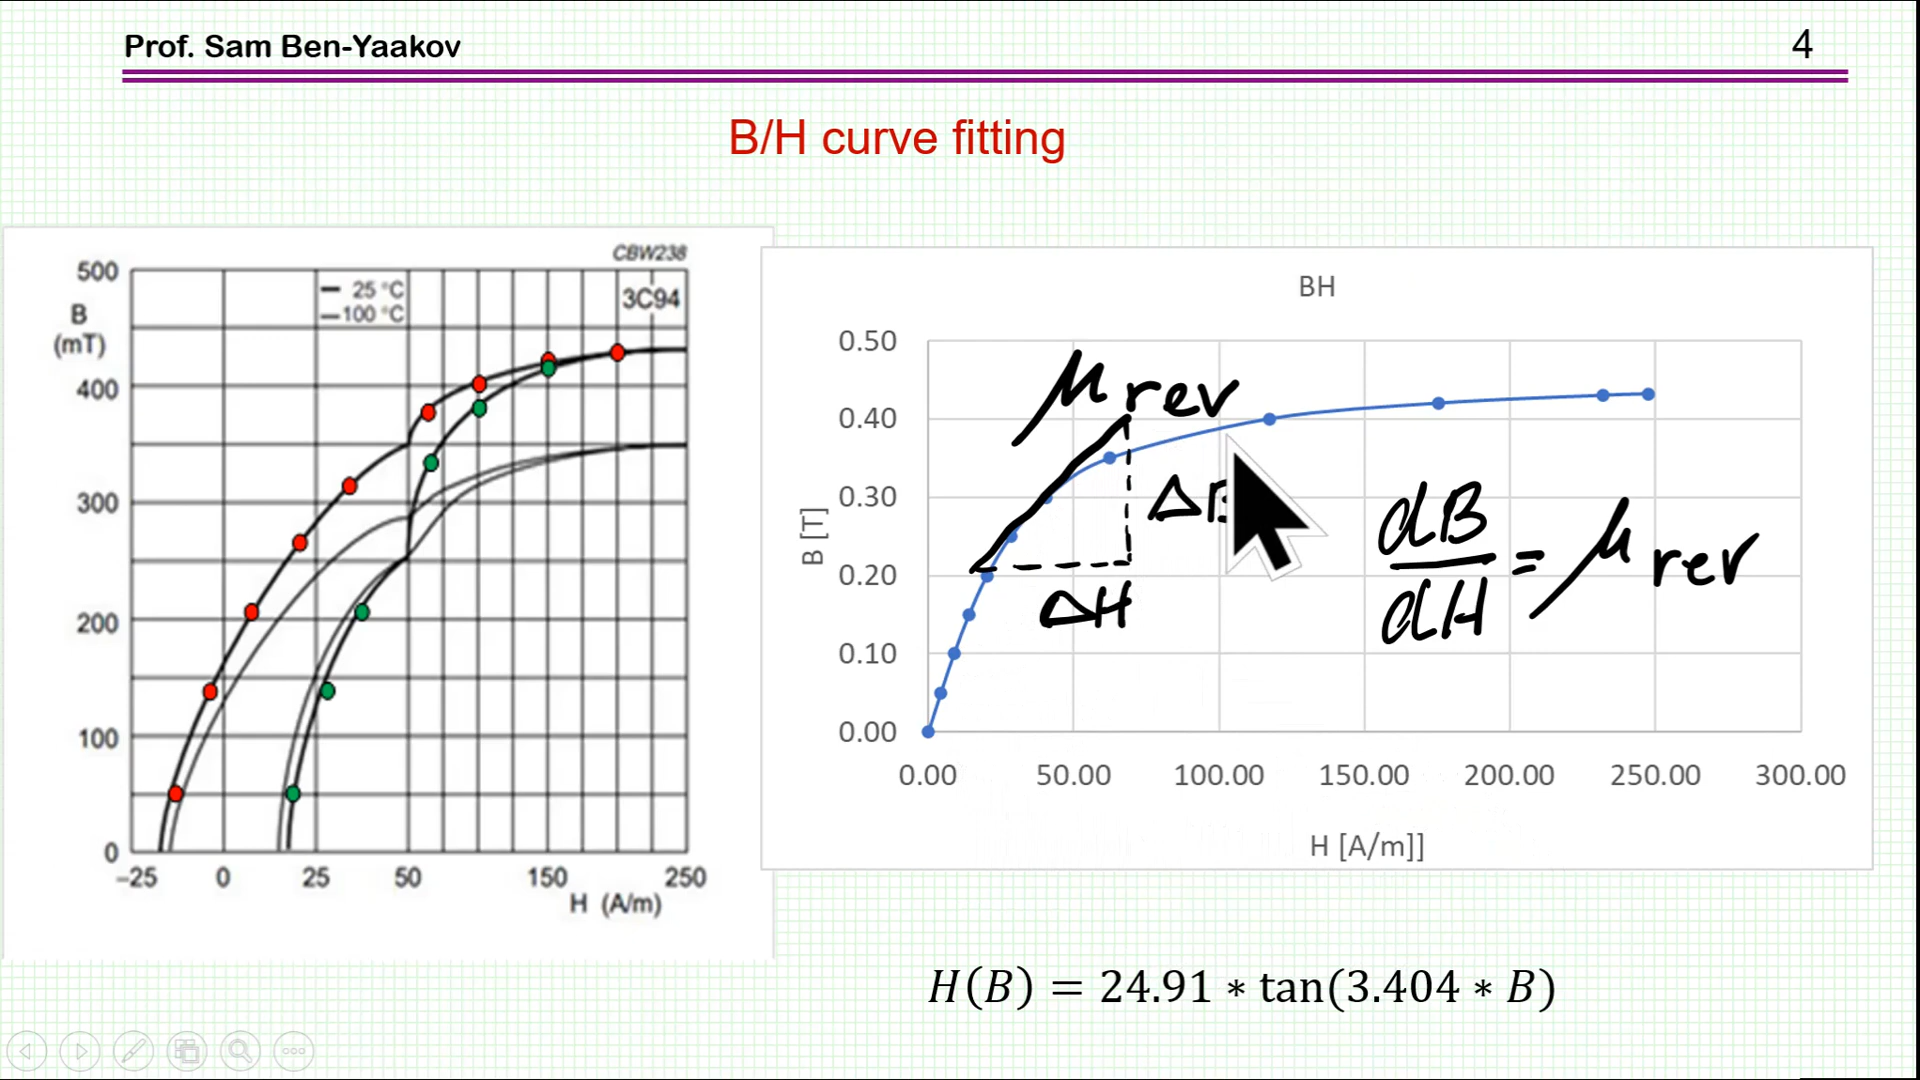 Prof. Sam Ben-Yaakov
4
B/H curve fitting
CBW238
500
B
(mT)
400
300
200
100
0
25 °C
100 °C
3C94
−25 0 25 50 150 250
H (A/m)
BH
0.50
0.40
0.30
0.20
0.10
0.00
B [T]
μrev
ΔB
ΔH
dB
dH
= μrev
0.00 50.00 100.00 150.00 200.00 250.00 300.00
H [A/m]]
H(B) = 24.91 ∗ tan(3.404 ∗ B)